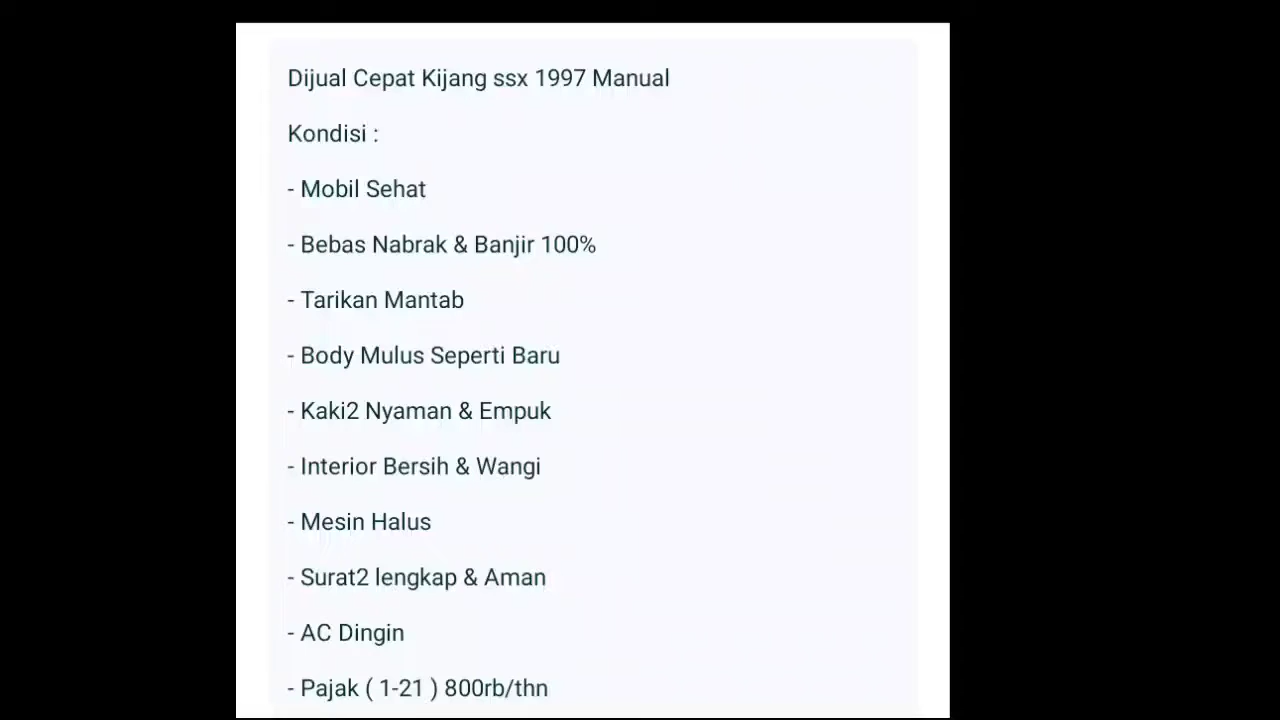 Dijual Cepat Kijang ssx 1997 Manual
Kondisi :
- Mobil Sehat
- Bebas Nabrak & Banjir 100%
- Tarikan Mantab
- Body Mulus Seperti Baru
- Kaki2 Nyaman & Empuk
- Interior Bersih & Wangi
- Mesin Halus
- Surat2 lengkap & Aman
- AC Dingin
- Pajak ( 1-21 ) 800rb/thn